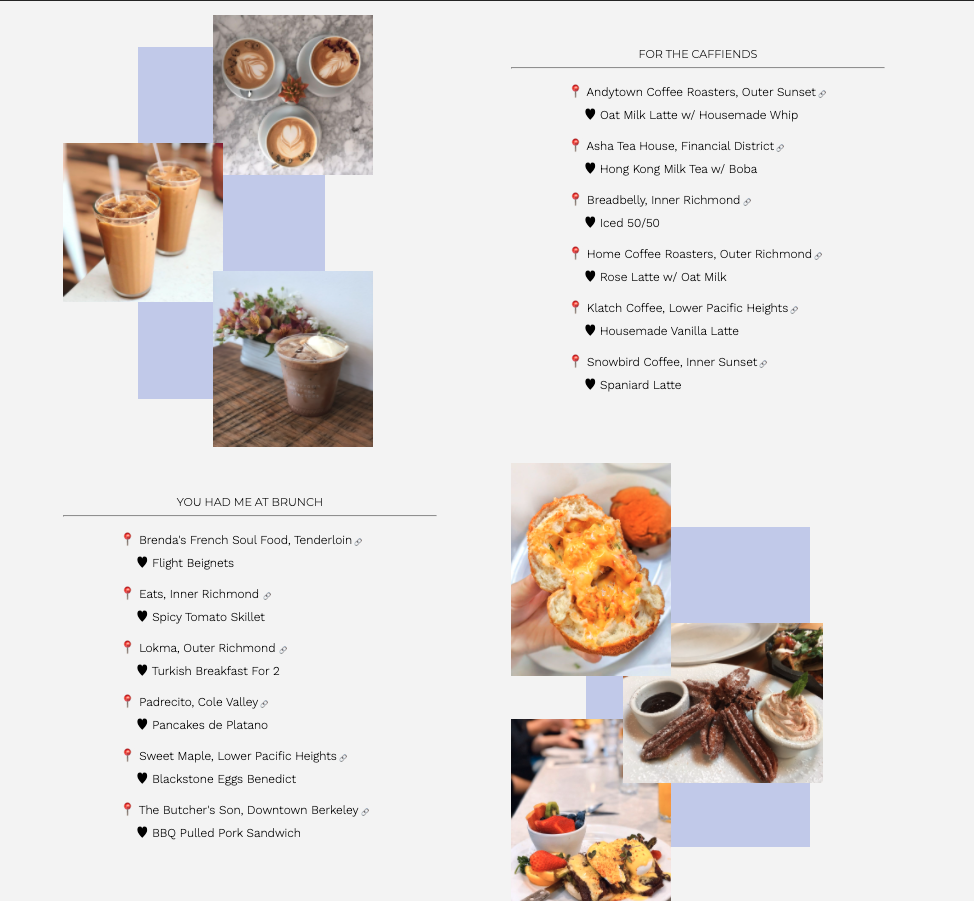 FOR THE CAFFIENDS
📍 Andytown Coffee Roasters, Outer Sunset 🔗
♥ Oat Milk Latte w/ Housemade Whip
📍 Asha Tea House, Financial District 🔗
♥ Hong Kong Milk Tea w/ Boba
📍 Breadbelly, Inner Richmond 🔗
♥ Iced 50/50
📍 Home Coffee Roasters, Outer Richmond 🔗
♥ Rose Latte w/ Oat Milk
📍 Klatch Coffee, Lower Pacific Heights 🔗
♥ Housemade Vanilla Latte
📍 Snowbird Coffee, Inner Sunset 🔗
♥ Spaniard Latte
YOU HAD ME AT BRUNCH
📍 Brenda's French Soul Food, Tenderloin 🔗
♥ Flight Beignets
📍 Eats, Inner Richmond 🔗
♥ Spicy Tomato Skillet
📍 Lokma, Outer Richmond 🔗
♥ Turkish Breakfast For 2
📍 Padrecito, Cole Valley 🔗
♥ Pancakes de Platano
📍 Sweet Maple, Lower Pacific Heights 🔗
♥ Blackstone Eggs Benedict
📍 The Butcher's Son, Downtown Berkeley 🔗
♥ BBQ Pulled Pork Sandwich